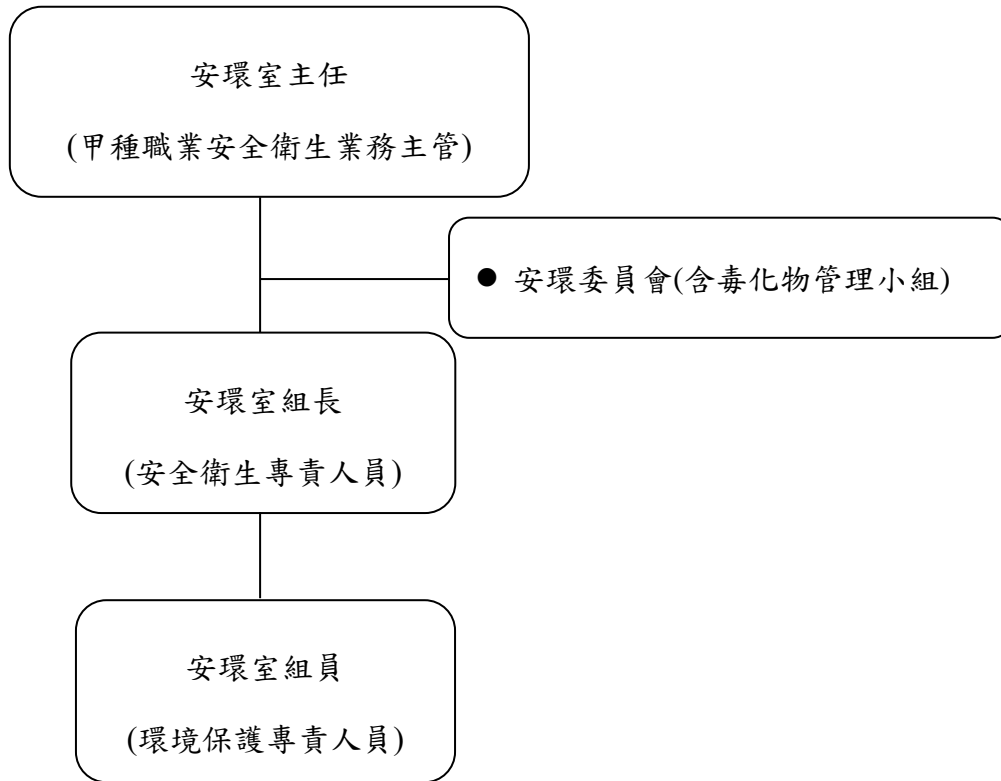 安環室主任
(甲種職業安全衛生業務主管)
● 安環委員會(含毒化物管理小組)
安環室組長
(安全衛生專責人員)
安環室組員
(環境保護專責人員)